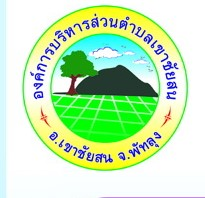 องค์การบริหารส่วนตำบลเขาชัยสน
อ.เขาชัยสน จ.พัทลุง